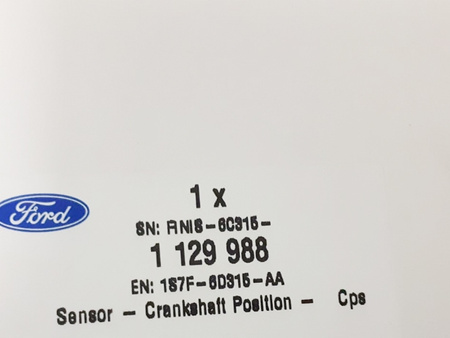 1 x
Ford
SN: RNIS-6C315-
1 129 988
EN: 1S7F-6D315-AA
Sensor - Crankshaft Position - Cps